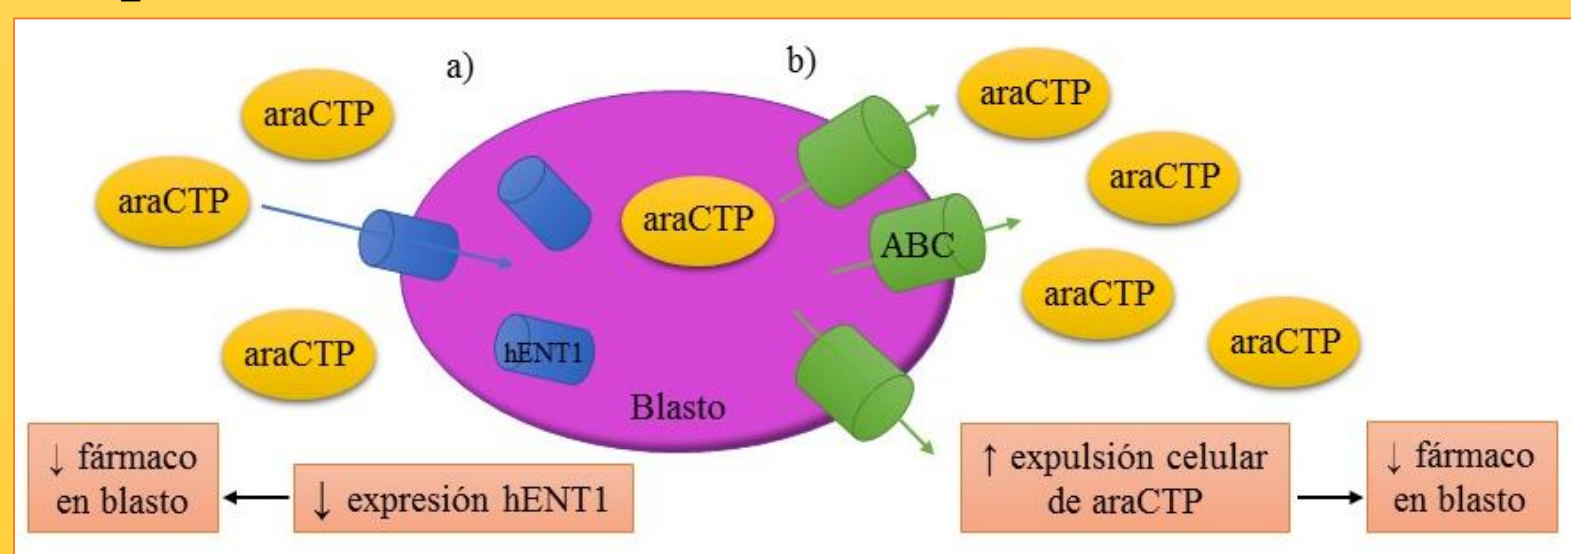 a)
b)
araCTP
araCTP
araCTP
araCTP
araCTP
araCTP
araCTP
araCTP
ABC
hENT1
Blasto
↓ fármaco
en blasto
↓ expresión hENT1
↑ expulsión celular
de araCTP
↓ fármaco
en blasto